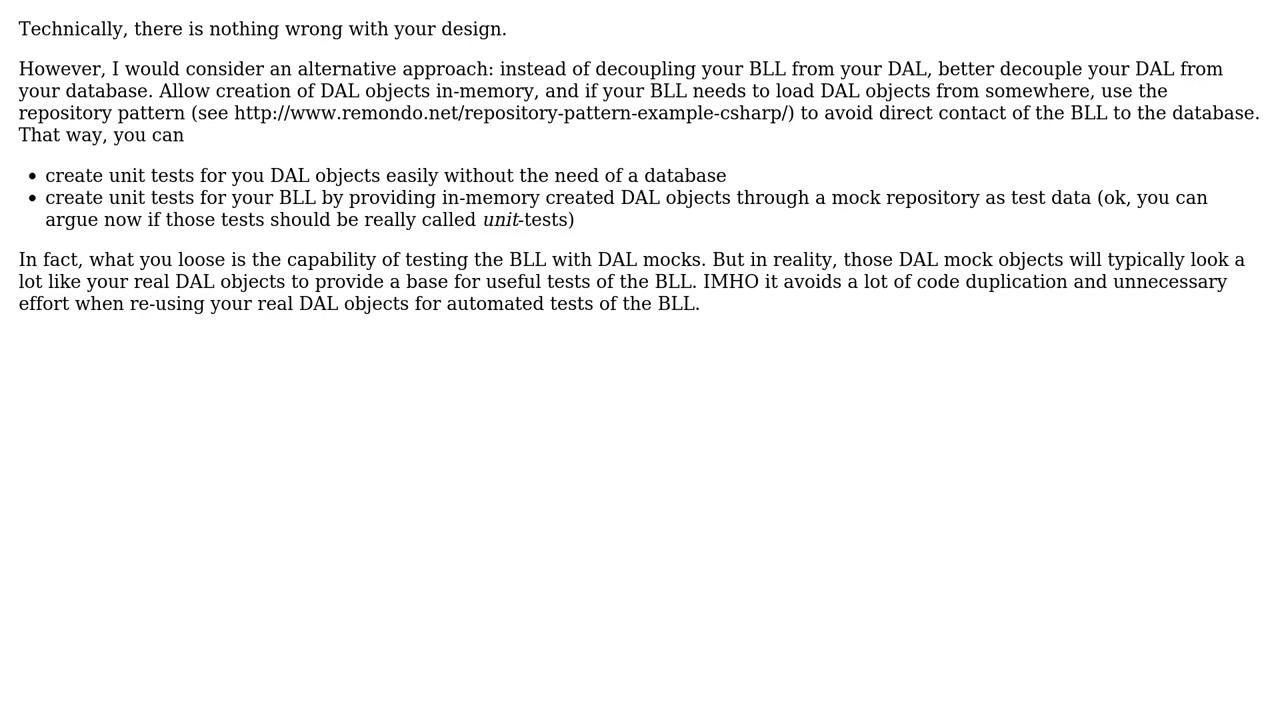 Technically, there is nothing wrong with your design.
However, I would consider an alternative approach: instead of decoupling your BLL from your DAL, better decouple your DAL from
your database. Allow creation of DAL objects in-memory, and if your BLL needs to load DAL objects from somewhere, use the
repository pattern (see http://www.remondo.net/repository-pattern-example-csharp/) to avoid direct contact of the BLL to the database.
That way, you can
• create unit tests for you DAL objects easily without the need of a database
• create unit tests for your BLL by providing in-memory created DAL objects through a mock repository as test data (ok, you can
argue now if those tests should be really called unit-tests)
In fact, what you loose is the capability of testing the BLL with DAL mocks. But in reality, those DAL mock objects will typically look a
lot like your real DAL objects to provide a base for useful tests of the BLL. IMHO it avoids a lot of code duplication and unnecessary
effort when re-using your real DAL objects for automated tests of the BLL.